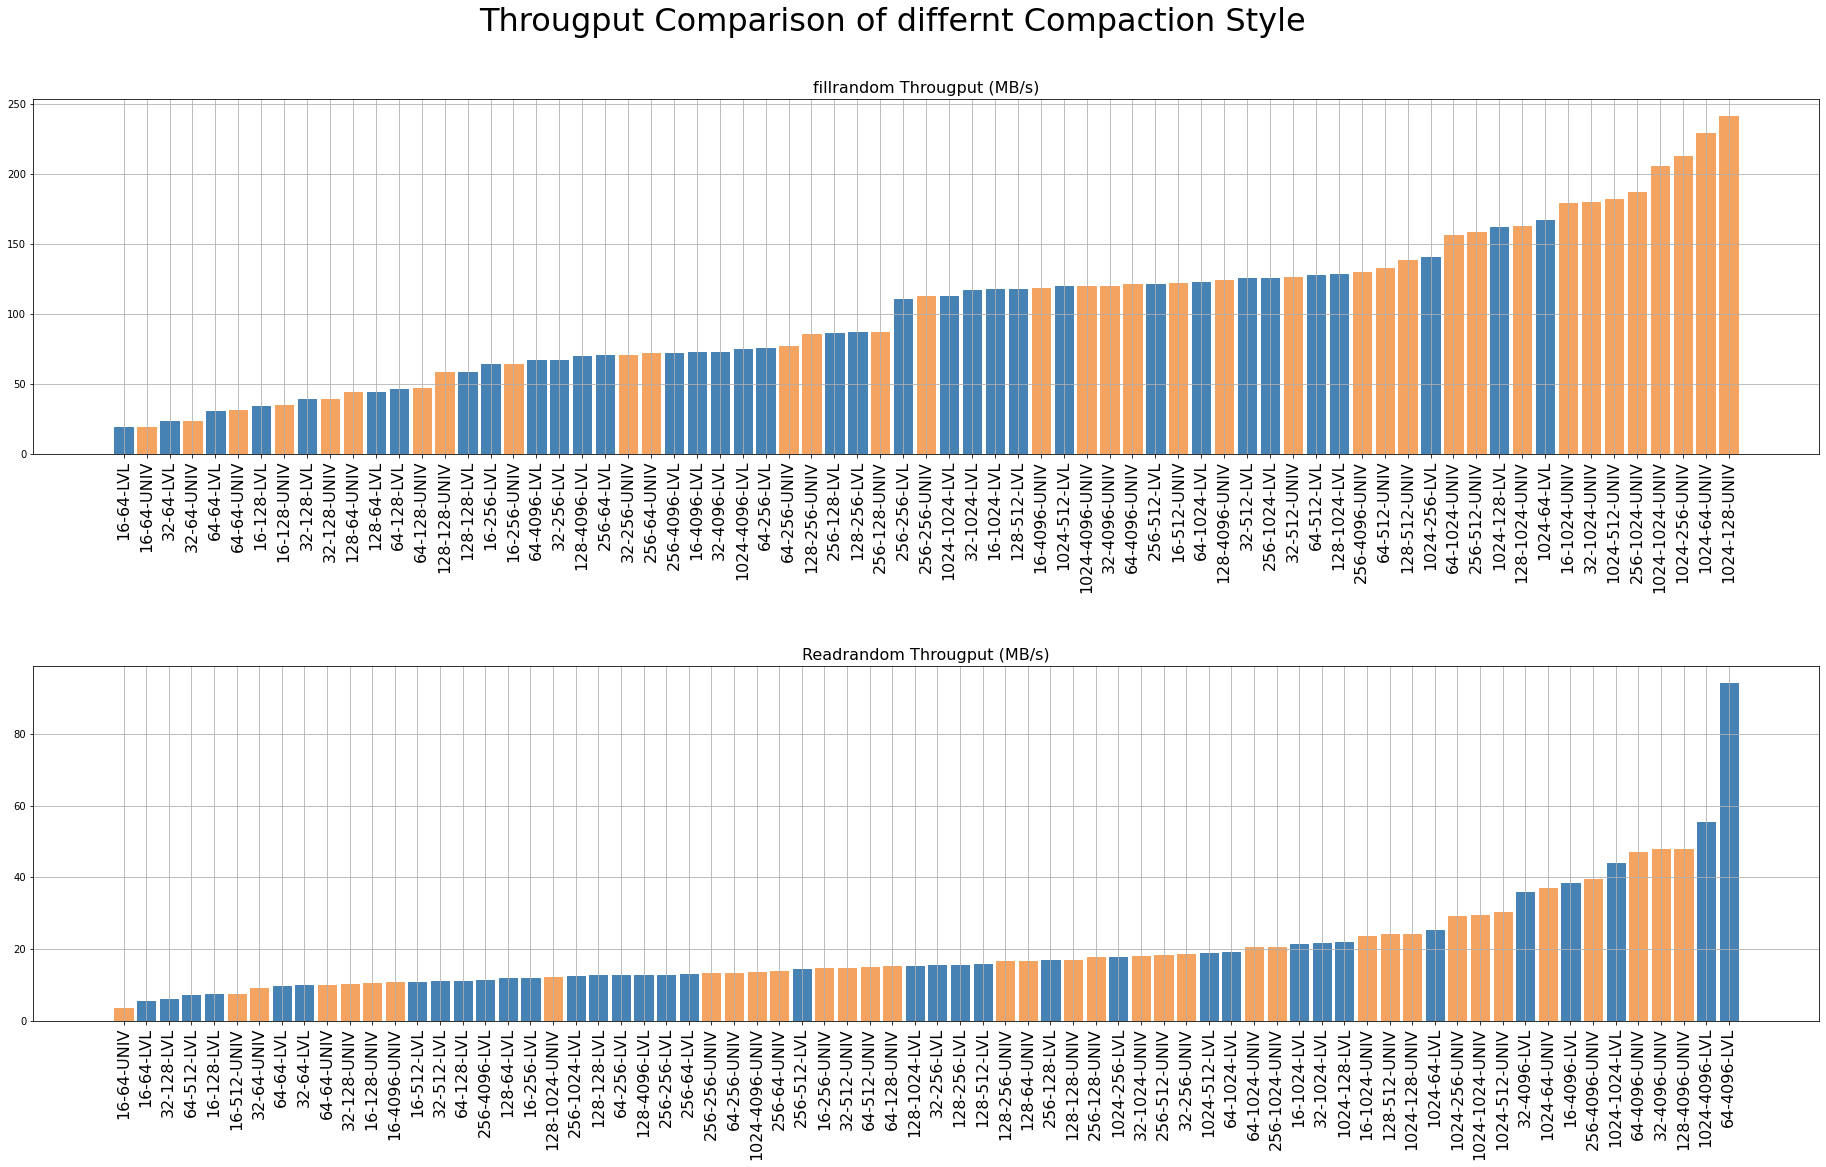 Througput Comparison of differnt Compaction Style
fillrandom Througput (MB/s)
250
200
150
100
50
0
16-64-LVL
16-64-UNIV
32-64-LVL
32-64-UNIV
64-64-LVL
64-64-UNIV
16-128-LVL
16-128-UNIV
32-128-LVL
32-128-UNIV
128-64-UNIV
128-64-LVL
64-128-LVL
64-128-UNIV
128-128-UNIV
128-128-LVL
16-256-LVL
16-256-UNIV
64-4096-LVL
32-256-LVL
128-4096-LVL
256-64-LVL
32-256-UNIV
256-64-UNIV
256-4096-LVL
16-4096-LVL
32-4096-LVL
1024-4096-LVL
64-256-LVL
64-256-UNIV
128-256-UNIV
256-128-LVL
128-256-LVL
256-128-UNIV
256-256-LVL
256-256-UNIV
1024-1024-LVL
32-1024-LVL
16-1024-LVL
128-512-LVL
16-4096-UNIV
1024-512-LVL
1024-4096-UNIV
32-4096-UNIV
64-4096-UNIV
256-512-LVL
16-512-UNIV
64-1024-LVL
128-4096-UNIV
32-512-LVL
256-1024-LVL
32-512-UNIV
64-512-LVL
128-1024-LVL
256-4096-UNIV
64-512-UNIV
128-512-UNIV
1024-256-LVL
64-1024-UNIV
256-512-UNIV
1024-128-LVL
128-1024-UNIV
1024-64-LVL
16-1024-UNIV
32-1024-UNIV
1024-512-UNIV
256-1024-UNIV
1024-1024-UNIV
1024-256-UNIV
1024-64-UNIV
1024-128-UNIV
Readrandom Througput (MB/s)
80
60
40
20
0
16-64-UNIV
16-64-LVL
32-128-LVL
64-512-LVL
16-128-LVL
16-512-UNIV
32-64-UNIV
64-64-LVL
32-64-LVL
64-64-UNIV
32-128-UNIV
16-128-UNIV
16-4096-UNIV
16-512-LVL
32-512-LVL
64-128-LVL
256-4096-LVL
128-64-LVL
16-256-LVL
128-1024-UNIV
256-1024-LVL
128-128-LVL
64-256-LVL
128-4096-LVL
256-256-LVL
256-64-LVL
256-256-UNIV
64-256-UNIV
1024-4096-UNIV
256-64-UNIV
256-512-LVL
16-256-UNIV
32-512-UNIV
64-512-UNIV
64-128-UNIV
128-1024-LVL
32-256-LVL
128-256-LVL
128-512-LVL
128-256-UNIV
128-64-UNIV
256-128-LVL
128-128-UNIV
256-128-UNIV
1024-256-LVL
32-1024-UNIV
256-512-UNIV
32-256-UNIV
1024-512-LVL
64-1024-LVL
64-1024-UNIV
256-1024-UNIV
16-1024-LVL
32-1024-LVL
1024-128-LVL
16-1024-UNIV
128-512-UNIV
1024-128-UNIV
1024-64-LVL
1024-256-UNIV
1024-1024-UNIV
1024-512-UNIV
32-4096-LVL
1024-64-UNIV
16-4096-LVL
256-4096-UNIV
1024-1024-LVL
64-4096-UNIV
32-4096-UNIV
128-4096-UNIV
1024-4096-LVL
64-4096-LVL